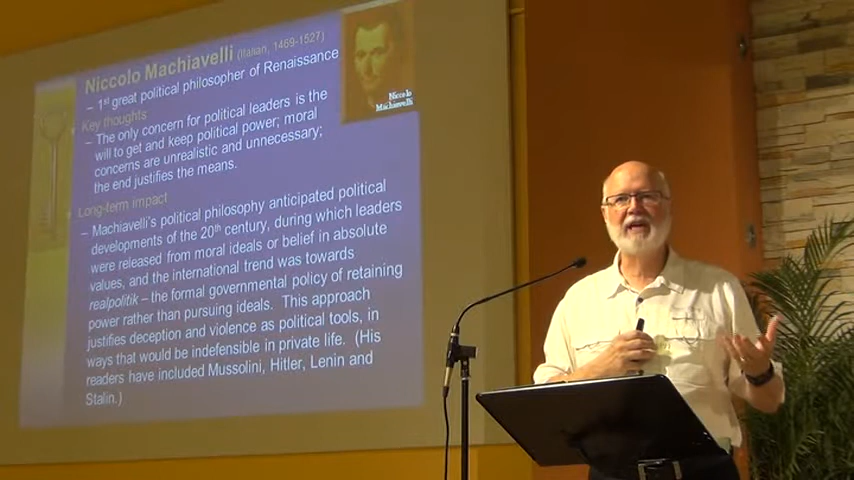 Niccolo Machiavelli (Italian, 1469-1527)
– 1st great political philosopher of Renaissance
Key thoughts
– The only concern for political leaders is the
will to get and keep political power; moral
concerns are unrealistic and unnecessary;
the end justifies the means.
Long-term impact
– Machiavelli's political philosophy anticipated political
developments of the 20th century, during which leaders
were released from moral ideals or belief in absolute
values, and the international trend was towards
realpolitik – the formal governmental policy of retaining
power rather than pursuing ideals. This approach
justifies deception and violence as political tools, in
ways that would be indefensible in private life. (His
readers have included Mussolini, Hitler, Lenin and
Stalin.)
Niccolo
Machiavelli